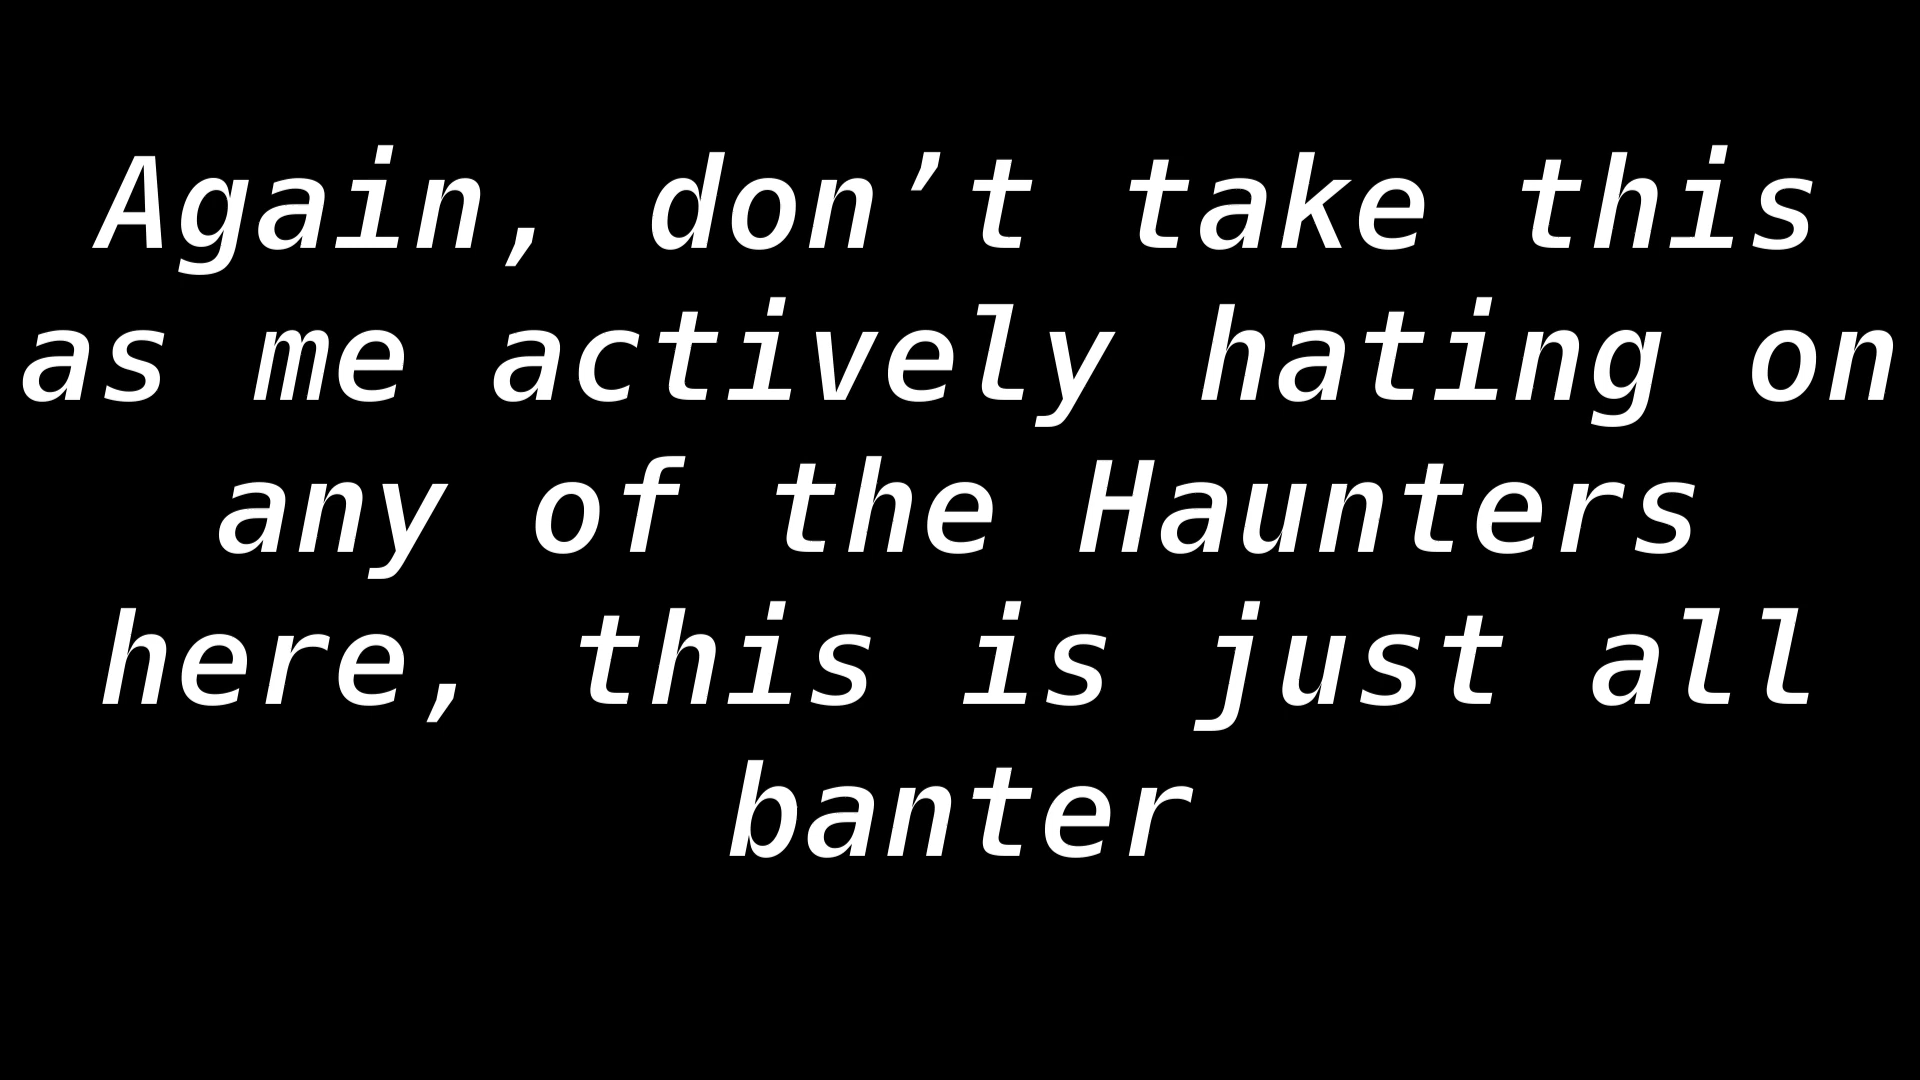 Again, don’t take this
as me actively hating on
any of the Haunters
here, this is just all
banter